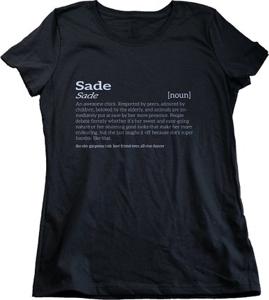 Sade
Sade [noun]
An awesome chick. Respected by peers, adored by
children, beloved by the elderly, and animals are im-
mediately put at ease by her mere presence. People
debate fiercely whether it's her sweet and easy-going
nature or her stunning good looks that make her more
endearing, but she just laughs it off because she's super
humble like that.